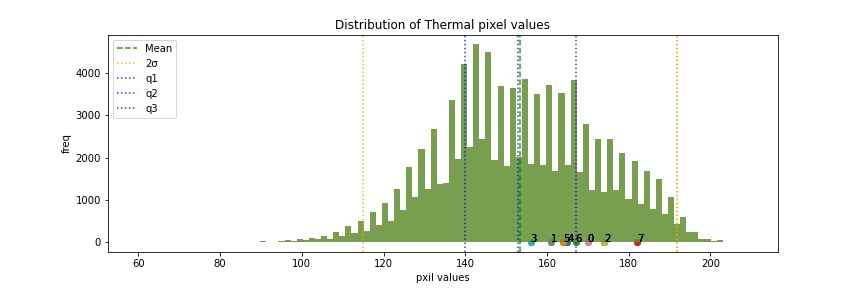 Distribution of Thermal pixel values
Mean
2σ
q1
q2
q3
freq
4000
3000
2000
1000
0
3 1 5 4 6 0 2 7
60 80 100 120 140 160 180 200
pxil values